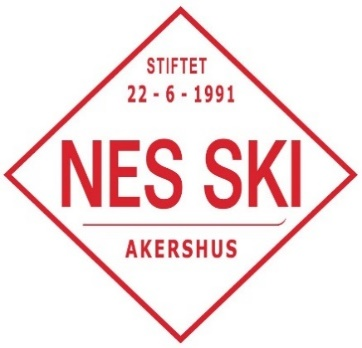 STIFTET
22 - 6 - 1991
NES SKI
AKERSHUS